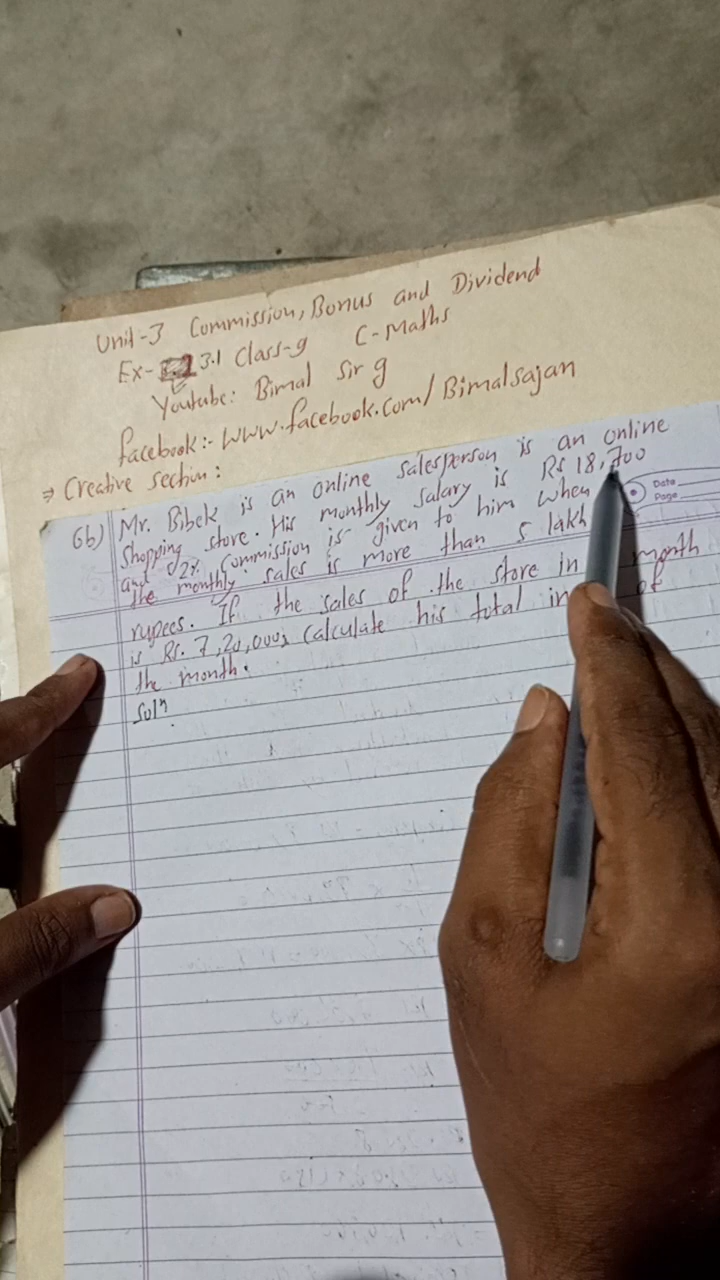 Unit-3 Commission, Bonus and Dividend
Ex- 3.1 Class-9 C-Maths
Youtube: Bimal Sir g
facebook:- www.facebook.com/Bimalsajan
⇒ Creative section:
6b) Mr. Bibek is an online salesperson is an online
shopping store. His monthly salary is Rs 18,700
and 2% commission is given to him when
the monthly sales is more than 5 lakh
rupees. If the sales of the store in month
is Rs. 7,20,000, calculate his total in of
the month.
Solⁿ
Date
Page